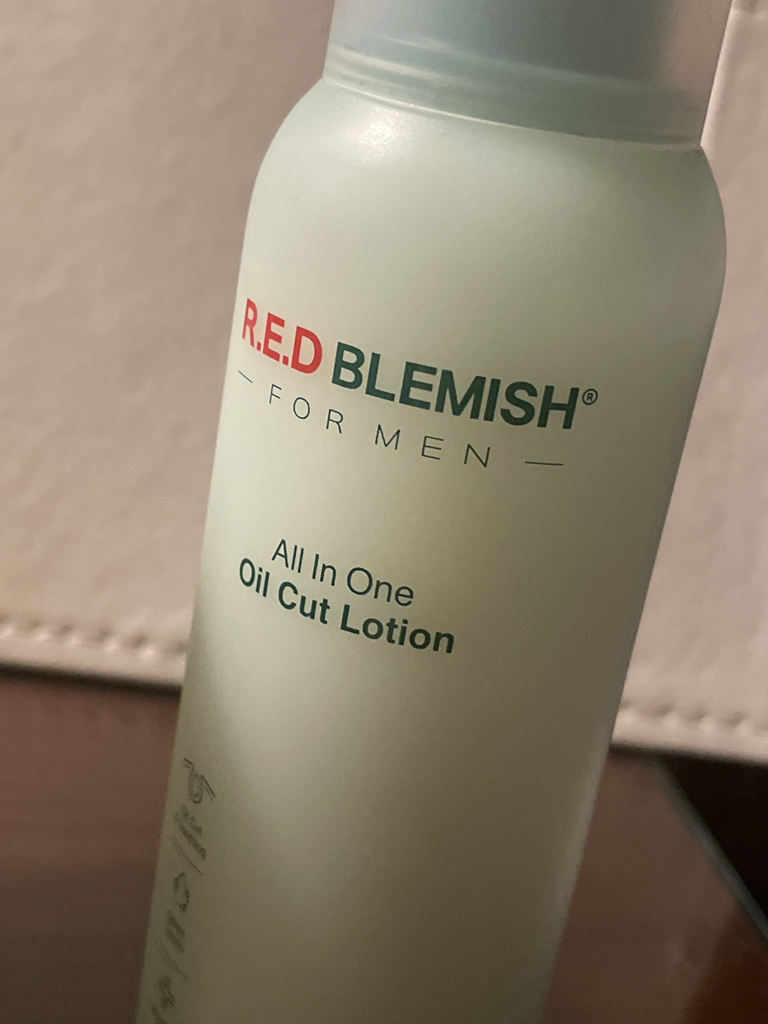 R.E.D BLEMISH®
— FOR MEN —
All In One
Oil Cut Lotion